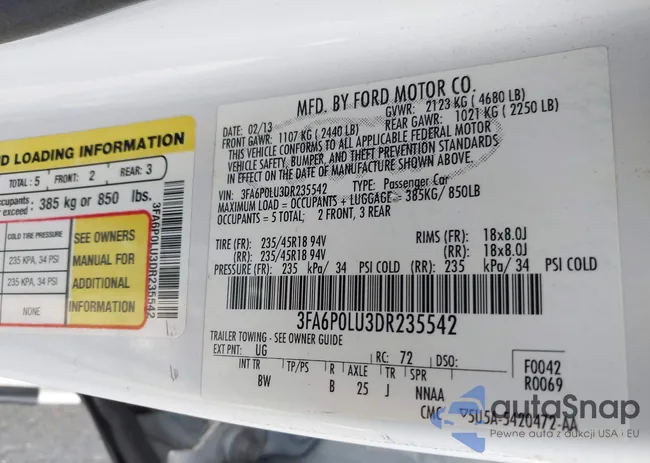 MFD. BY FORD MOTOR CO.
DATE: 02/13 GVWR: 2123 KG (4680 LB)
FRONT GAWR: 1107 KG (2440 LB) REAR GAWR: 1021 KG (2250 LB)
THIS VEHICLE CONFORMS TO ALL APPLICABLE FEDERAL MOTOR
VEHICLE SAFETY, BUMPER, AND THEFT PREVENTION STANDARDS
IN EFFECT ON THE DATE OF MANUFACTURE SHOWN ABOVE.
VIN: 3FA6P0LU3DR235542 TYPE: Passenger Car
MAXIMUM LOAD = OCCUPANTS + LUGGAGE = 385KG/ 850LB
OCCUPANTS = 5 TOTAL; 2 FRONT, 3 REAR
TIRE (FR): 235/45R18 94V RIMS (FR): 18x8.0J
(RR): 235/45R18 94V (RR): 18x8.0J
PRESSURE (FR): 235 kPa/ 34 PSI COLD (RR): 235 kPa/ 34 PSI COLD
3FA6P0LU3DR235542
TRAILER TOWING - SEE OWNER GUIDE
EXT PNT: UG RC: 72 DSO:
INT TR TP/PS R AXLE TR SPR
BW B 25 J NNAA
F0042
R0069
CMC 5U5A-5420472-AA
D LOADING INFORMATION
TOTAL : 5 FRONT: 2 REAR: 3
cupants
exceed: 385 kg or 850 lbs.
COLD TIRE PRESSURE
235 KPA, 34 PSI
235 KPA, 34 PSI
NONE
SEE OWNERS
MANUAL FOR
ADDITIONAL
INFORMATION
3FA6P0LU3DR235542
autoSnap
Pewne auta z aukcji USA i EU